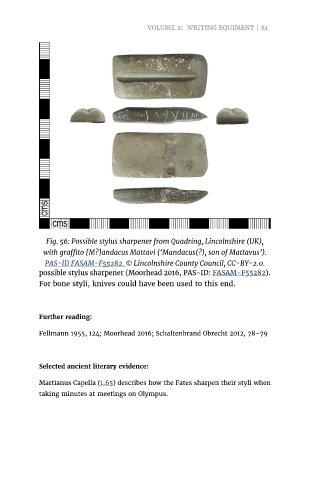 VOLUME 2: WRITING EQUIMENT | 81
cms
cms
Fig. 56: Possible stylus sharpener from Quadring, Lincolnshire (UK),
with graffito [M?]andacus Mattavi (‘Mandacus(?), son of Mattavus’).
PAS-ID FASAM-F55282. © Lincolnshire County Council, CC-BY-2.0.
possible stylus sharpener (Moorhead 2016, PAS-ID: FASAM-F55282).
For bone styli, knives could have been used to this end.
Further reading:
Fellmann 1955, 124; Moorhead 2016; Schaltenbrand Obrecht 2012, 78–79
Selected ancient literary evidence:
Martianus Capella (1.65) describes how the Fates sharpen their styli when
taking minutes at meetings on Olympus.